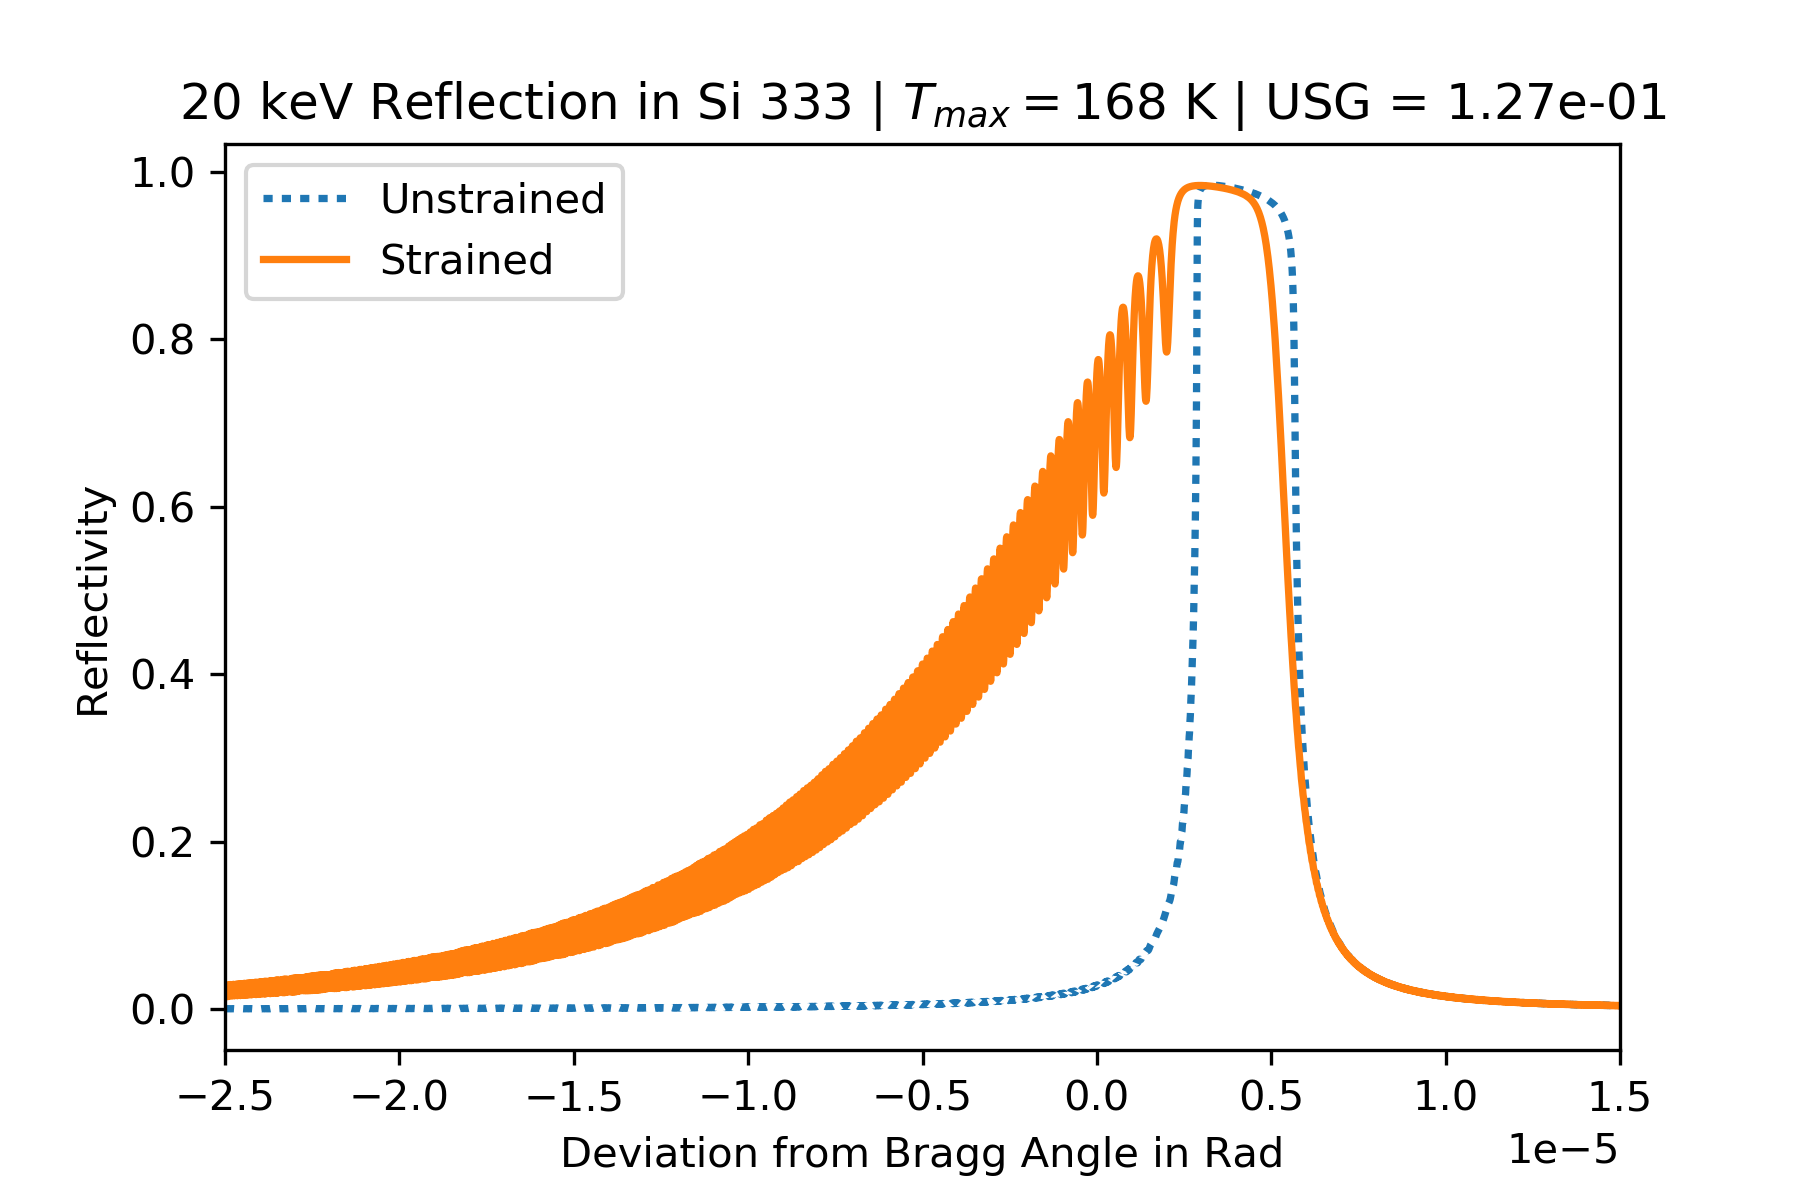 20 keV Reflection in Si 333 | T_max = 168 K | USG = 1.27e-01
Unstrained
Strained
Reflectivity
1.0
0.8
0.6
0.4
0.2
0.0
−2.5 −2.0 −1.5 −1.0 −0.5 0.0 0.5 1.0 1.5
Deviation from Bragg Angle in Rad
1e−5